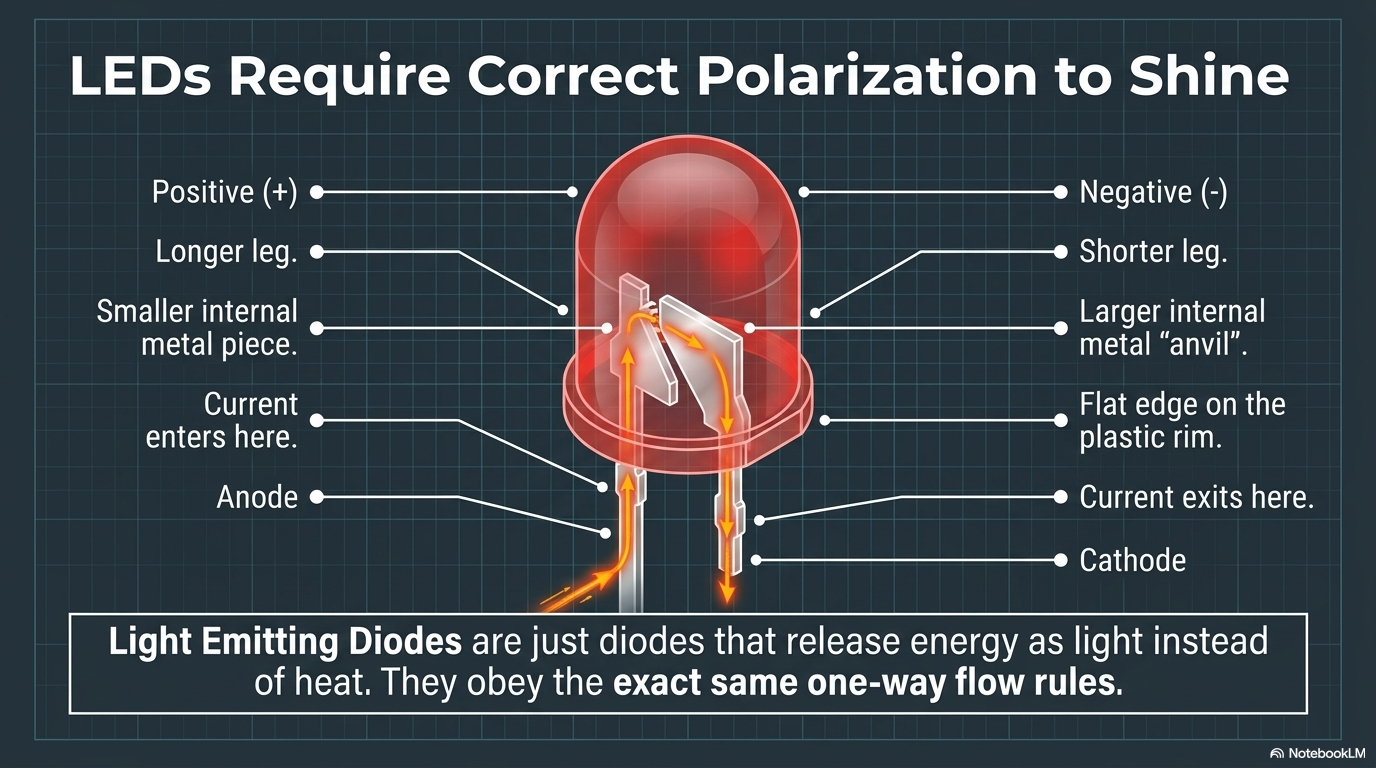 LEDs Require Correct Polarization to Shine
Positive (+)
Longer leg.
Smaller internal
metal piece.
Current
enters here.
Anode
Negative (-)
Shorter leg.
Larger internal
metal “anvil”.
Flat edge on the
plastic rim.
Current exits here.
Cathode
Light Emitting Diodes are just diodes that release energy as light instead
of heat. They obey the exact same one-way flow rules.
NotebookLM